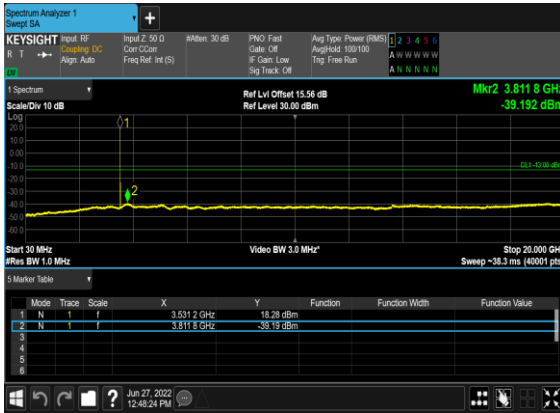 Spectrum Analyzer 1
Swept SA
KEYSIGHT
R T
Input: RF
Coupling: DC
Align: Auto
Input Z: 50 Ω
Corr CCorr
Freq Ref: Int (S)
#Atten: 30 dB
PNO: Fast
Gate: Off
IF Gain: Low
Sig Track: Off
Avg Type: Power (RMS)
Avg|Hold: 100/100
Trig: Free Run
1 2 3 4 5 6
A W W W W W
A N N N N N
1 Spectrum
Scale/Div 10 dB
Ref Lvl Offset 15.56 dB
Ref Level 30.00 dBm
Mkr2 3.811 8 GHz
-39.192 dBm
Log
20.0
10.0
0.00
-10.0
-20.0
-30.0
-40.0
-50.0
-60.0
1
2
DL1 -13.00 dBm
Start 30 MHz
#Res BW 1.0 MHz
Video BW 3.0 MHz*
Stop 20.000 GHz
Sweep ~38.3 ms (40001 pts)
5 Marker Table
Mode Trace Scale X Y Function Function Width Function Value
1 N 1 f 3.531 2 GHz 18.28 dBm
2 N 1 f 3.811 8 GHz -39.19 dBm
3
4
5
6
Jun 27, 2022
12:48:24 PM